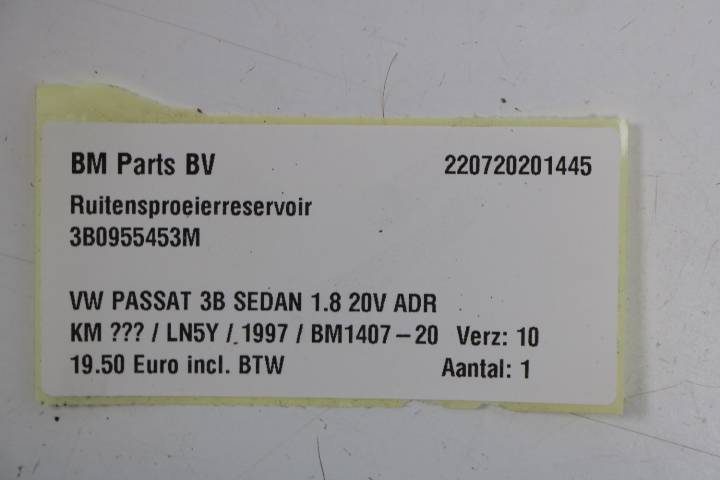 BM Parts BV 220720201445
Ruitensproeierreservoir
3B0955453M
VW PASSAT 3B SEDAN 1.8 20V ADR
KM ??? / LN5Y / 1997 / BM1407-20 Verz: 10
19.50 Euro incl. BTW Aantal: 1